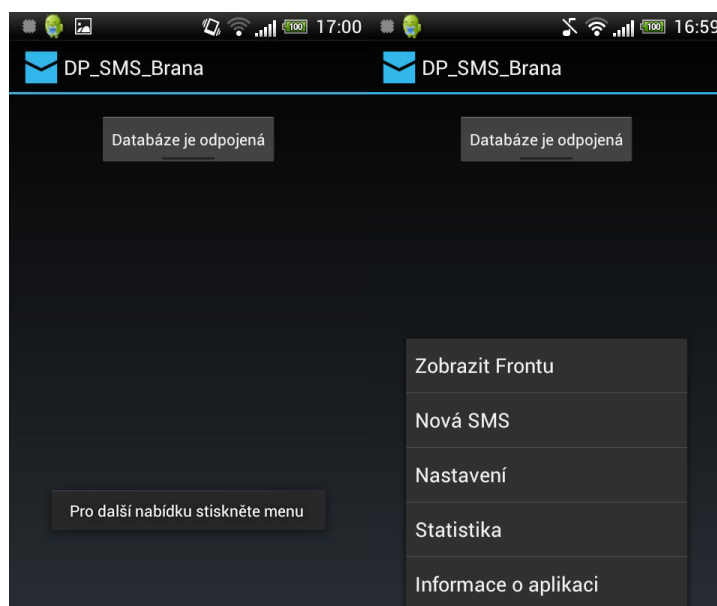 17:00
DP_SMS_Brana
Databáze je odpojená
Pro další nabídku stiskněte menu
16:59
DP_SMS_Brana
Databáze je odpojená
Zobrazit Frontu
Nová SMS
Nastavení
Statistika
Informace o aplikaci